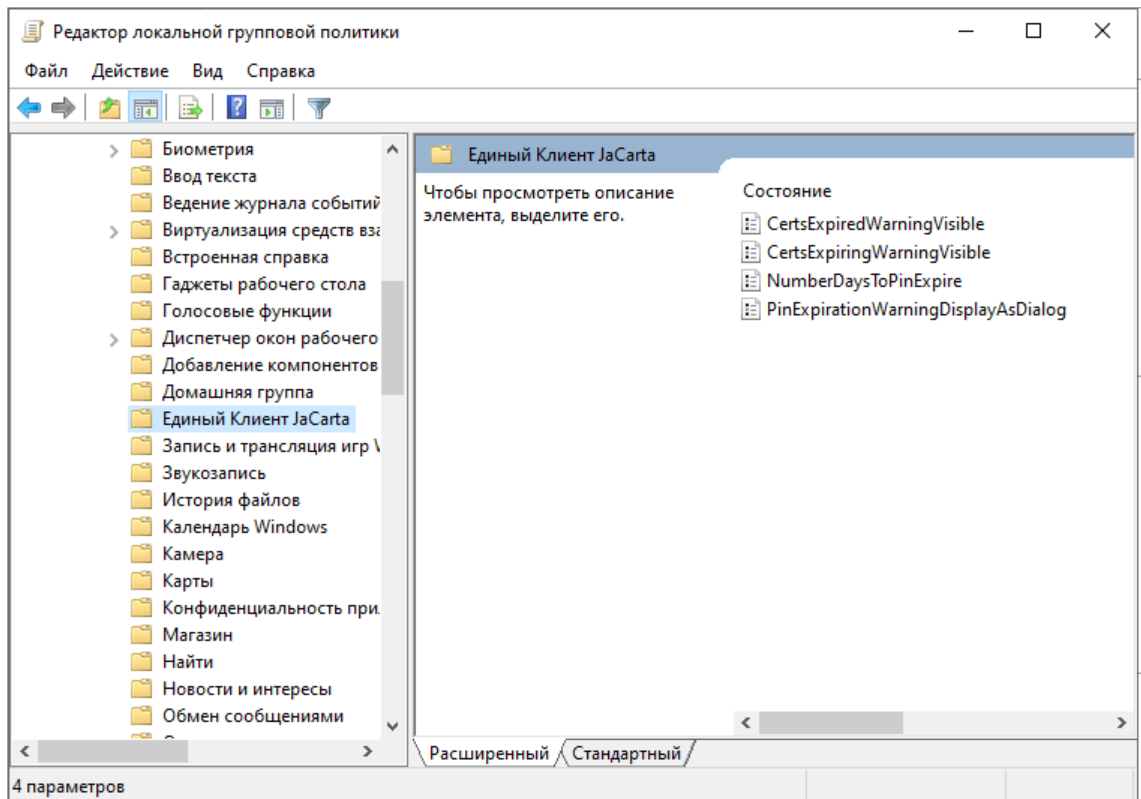 Редактор локальной групповой политики
Файл Действие Вид Справка
Биометрия
Ввод текста
Ведение журнала событий
Виртуализация средств вза
Встроенная справка
Гаджеты рабочего стола
Голосовые функции
Диспетчер окон рабочего
Добавление компонентов
Домашняя группа
Единый Клиент JaCarta
Запись и трансляция игр
Звукозапись
История файлов
Календарь Windows
Камера
Карты
Конфиденциальность при
Магазин
Найти
Новости и интересы
Обмен сообщениями
Единый Клиент JaCarta
Чтобы просмотреть описание
элемента, выделите его.
Состояние
CertsExpiredWarningVisible
CertsExpiringWarningVisible
NumberDaysToPinExpire
PinExpirationWarningDisplayAsDialog
Расширенный Стандартный
4 параметров